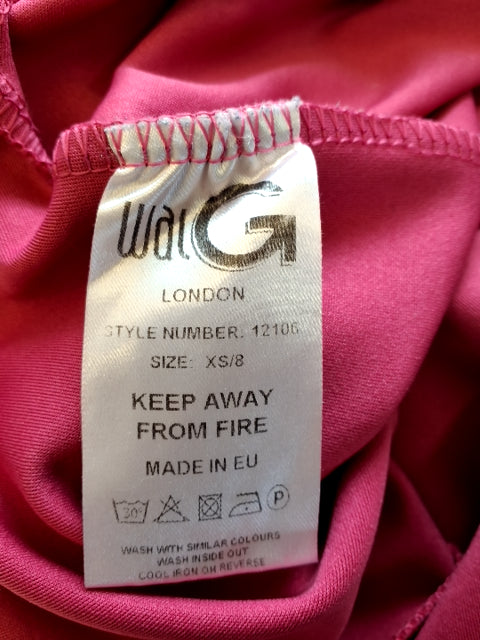 wal G
LONDON
STYLE NUMBER: 12106
SIZE: XS/8
KEEP AWAY
FROM FIRE
MADE IN EU
30° P
WASH WITH SIMILAR COLOURS
WASH INSIDE OUT
COOL IRON ON REVERSE